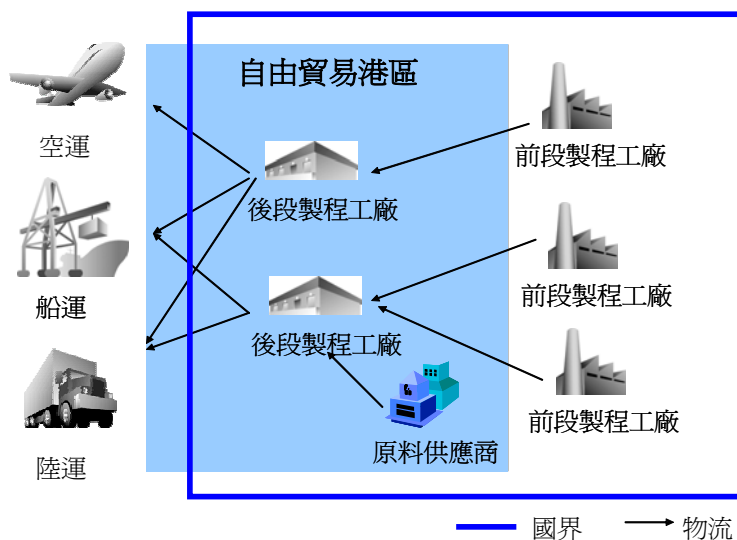 自由貿易港區
空運
前段製程工廠
後段製程工廠
船運
前段製程工廠
後段製程工廠
陸運
前段製程工廠
原料供應商
國界
物流